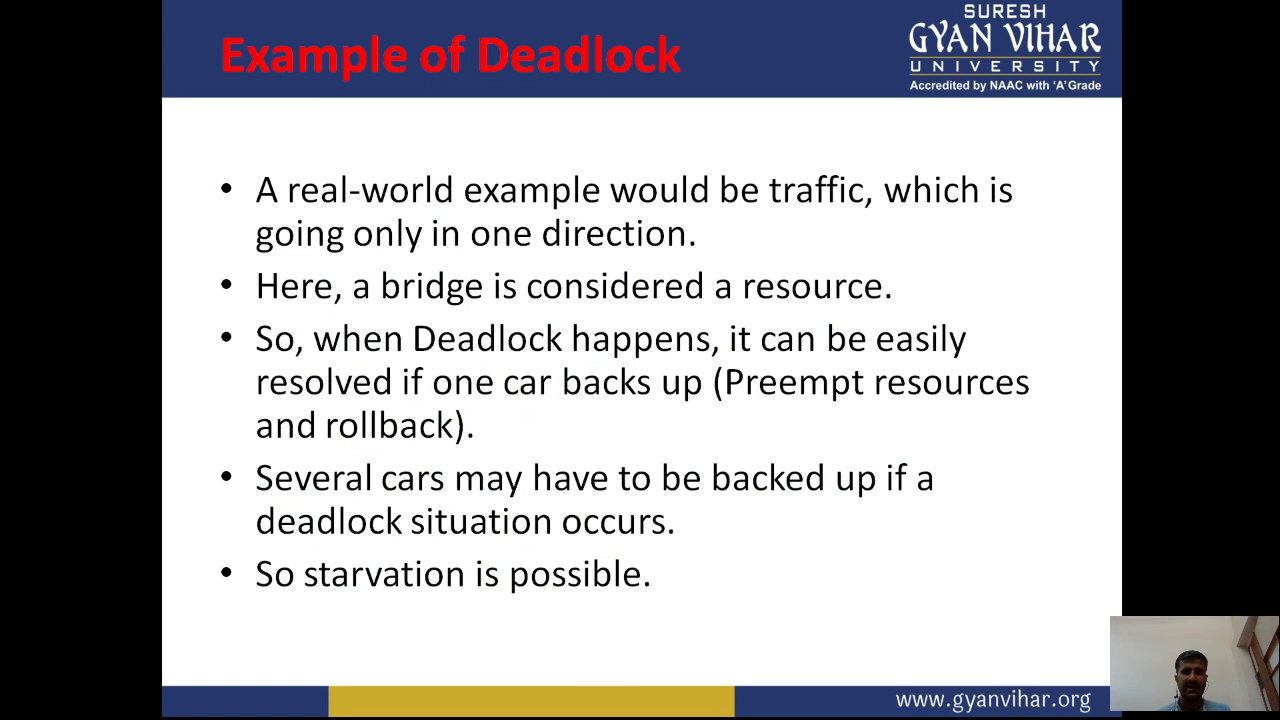 Example of Deadlock
SURESH
GYAN VIHAR
UNIVERSITY
Accredited by NAAC with 'A' Grade
• A real-world example would be traffic, which is
going only in one direction.
• Here, a bridge is considered a resource.
• So, when Deadlock happens, it can be easily
resolved if one car backs up (Preempt resources
and rollback).
• Several cars may have to be backed up if a
deadlock situation occurs.
• So starvation is possible.
www.gyanvihar.org